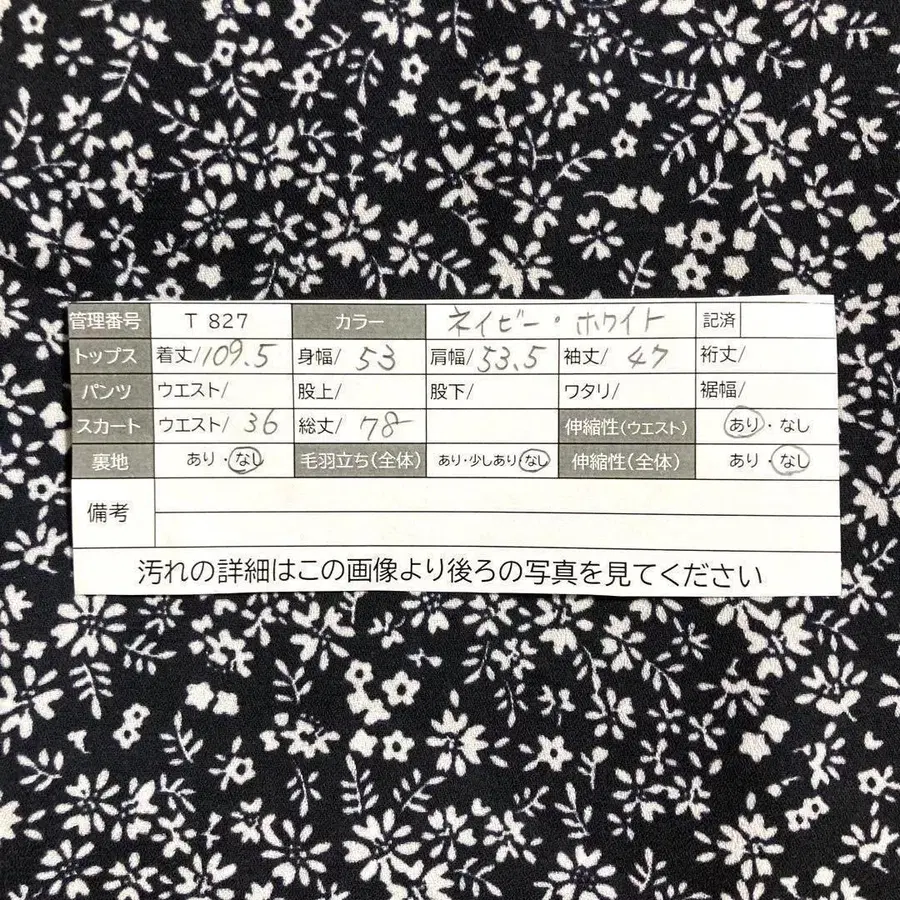 管理番号 T 827 カラー ネイビー・ホワイト 記済
トップス 着丈/109.5 身幅/53 肩幅/53.5 袖丈/47 裄丈/
パンツ ウエスト/ 股上/ 股下/ ワタリ/ 裾幅/
スカート ウエスト/36 総丈/78 伸縮性(ウエスト) あり・なし
裏地 あり・なし 毛羽立ち(全体) あり・少しあり・なし 伸縮性(全体) あり・なし
備考
汚れの詳細はこの画像より後ろの写真を見てください